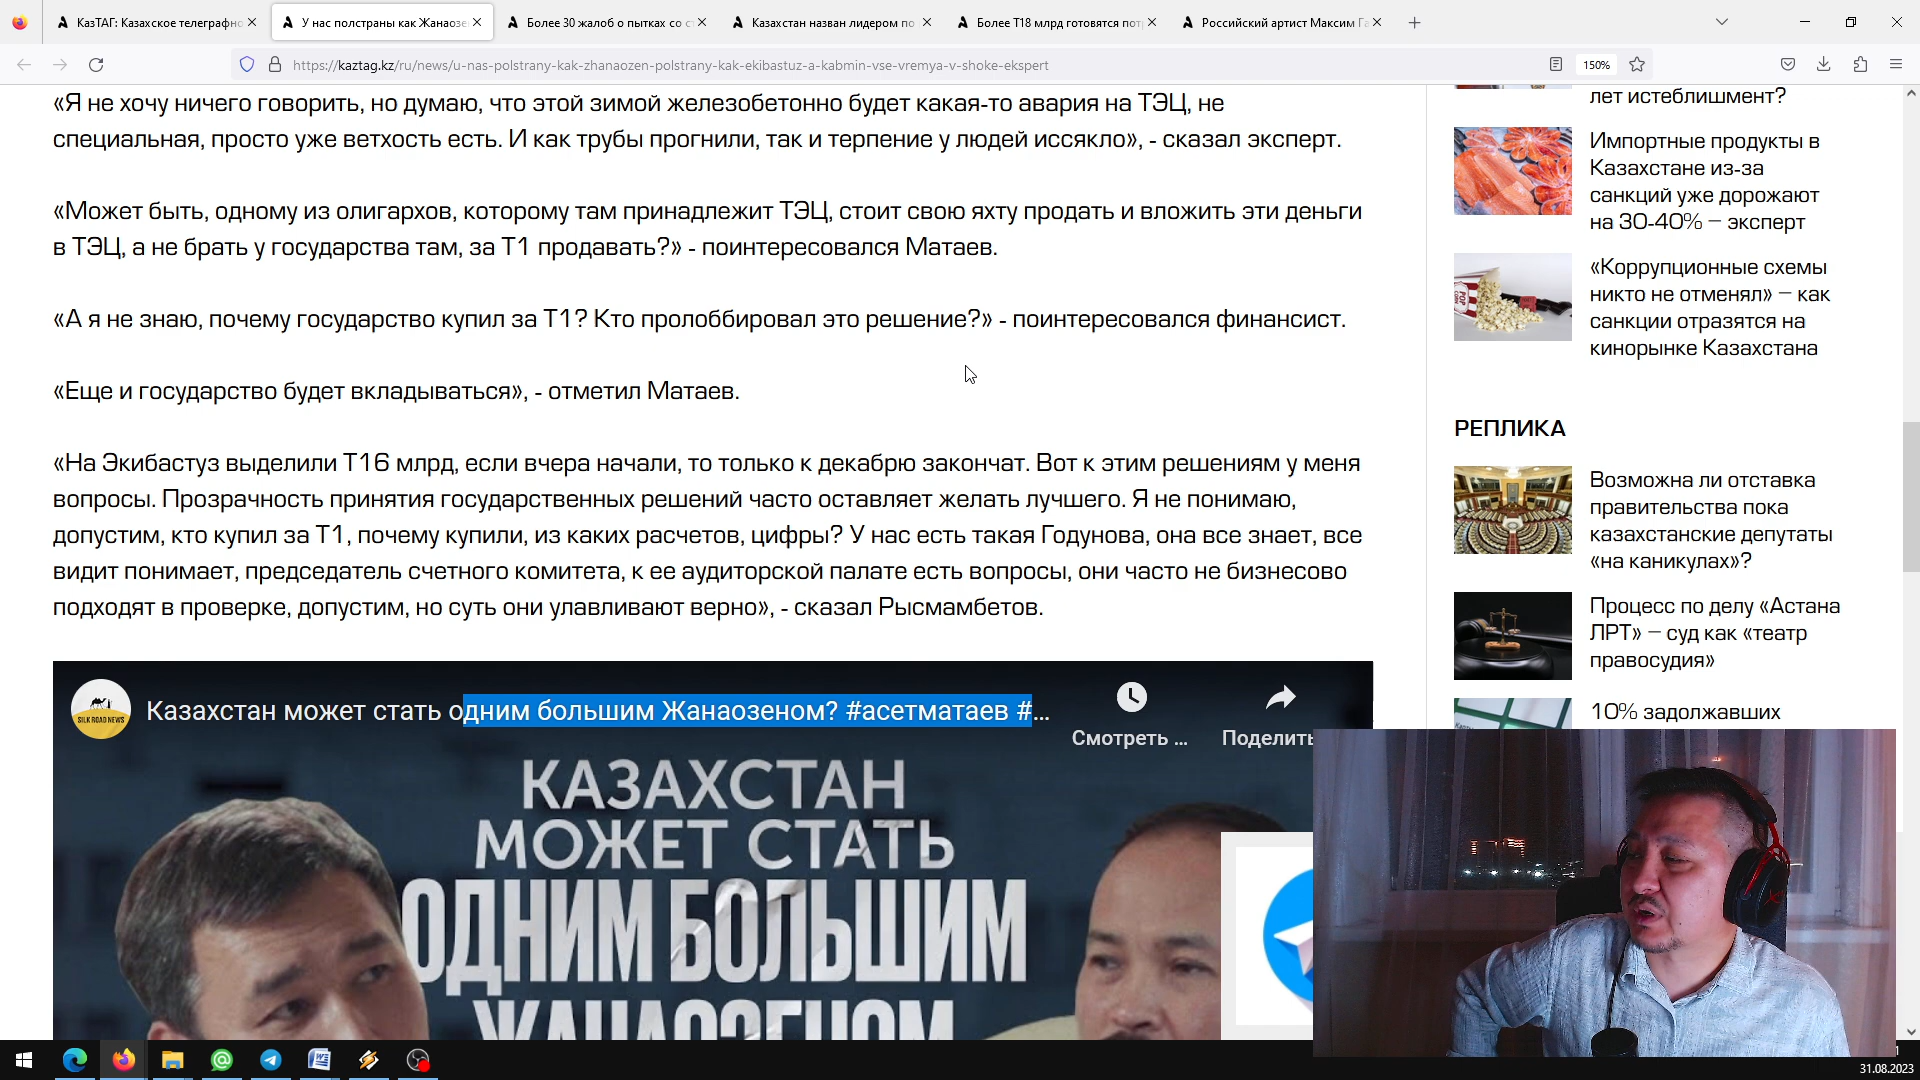 КазТАГ: Казахское телеграфно
У нас полстраны как Жанаозе
Более 30 жалоб о пытках со ст
Казахстан назван лидером по
Более Т18 млрд готовятся пот
Российский артист Максим Га
https://kaztag.kz/ru/news/u-nas-polstrany-kak-zhanaozen-polstrany-kak-ekibastuz-a-kabmin-vse-vremya-v-shoke-ekspert
150%
«Я не хочу ничего говорить, но думаю, что этой зимой железобетонно будет какая-то авария на ТЭЦ, не
специальная, просто уже ветхость есть. И как трубы прогнили, так и терпение у людей иссякло», - сказал эксперт.
«Может быть, одному из олигархов, которому там принадлежит ТЭЦ, стоит свою яхту продать и вложить эти деньги
в ТЭЦ, а не брать у государства там, за Т1 продавать?» - поинтересовался Матаев.
«А я не знаю, почему государство купил за Т1? Кто пролоббировал это решение?» - поинтересовался финансист.
«Еще и государство будет вкладываться», - отметил Матаев.
«На Экибастуз выделили Т16 млрд, если вчера начали, то только к декабрю закончат. Вот к этим решениям у меня
вопросы. Прозрачность принятия государственных решений часто оставляет желать лучшего. Я не понимаю,
допустим, кто купил за Т1, почему купили, из каких расчетов, цифры? У нас есть такая Годунова, она все знает, все
видит понимает, председатель счетного комитета, к ее аудиторской палате есть вопросы, они часто не бизнесово
подходят в проверке, допустим, но суть они улавливают верно», - сказал Рысмамбетов.
SILK ROAD NEWS
Казахстан может стать одним большим Жанаозеном? #асетматаев #...
Смотреть ...
Поделить
КАЗАХСТАН
МОЖЕТ СТАТЬ
ОДНИМ БОЛЬШИМ
ЖАНАОЗЕНОМ
лет истеблишмент?
Импортные продукты в
Казахстане из-за
санкций уже дорожают
на 30-40% – эксперт
POP
«Коррупционные схемы
никто не отменял» – как
санкции отразятся на
кинорынке Казахстана
РЕПЛИКА
Возможна ли отставка
правительства пока
казахстанские депутаты
«на каникулах»?
Процесс по делу «Астана
ЛРТ» – суд как «театр
правосудия»
10% задолжавших
31.08.2023